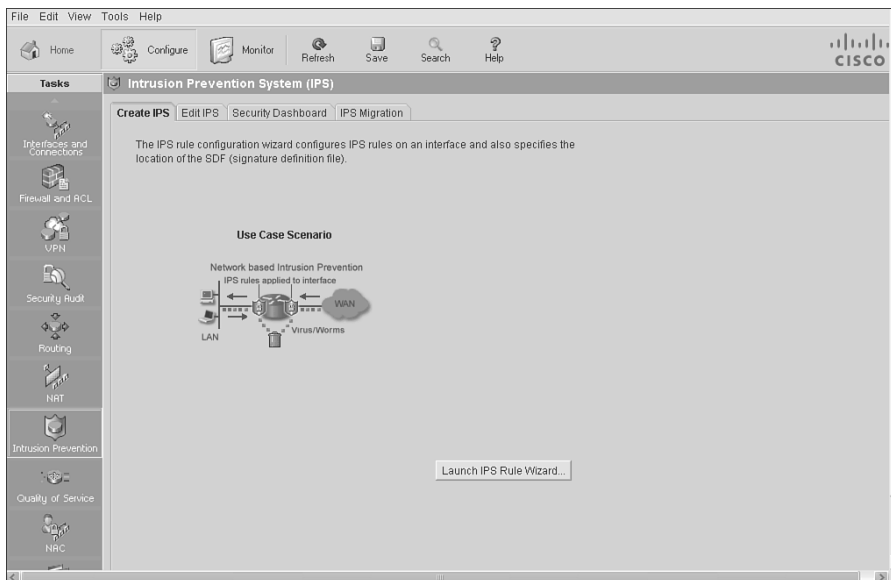 File Edit View Tools Help
Home Configure Monitor Refresh Save Search Help
CISCO
Tasks
Intrusion Prevention System (IPS)
Create IPS Edit IPS Security Dashboard IPS Migration
The IPS rule configuration wizard configures IPS rules on an interface and also specifies the
location of the SDF (signature definition file).
Use Case Scenario
Network based Intrusion Prevention
IPS rules applied to interface
WAN
LAN
Virus/Worms
Launch IPS Rule Wizard...
Interfaces and
Connections
Firewall and ACL
VPN
Security Audit
Routing
NAT
Intrusion Prevention
Quality of Service
NAC